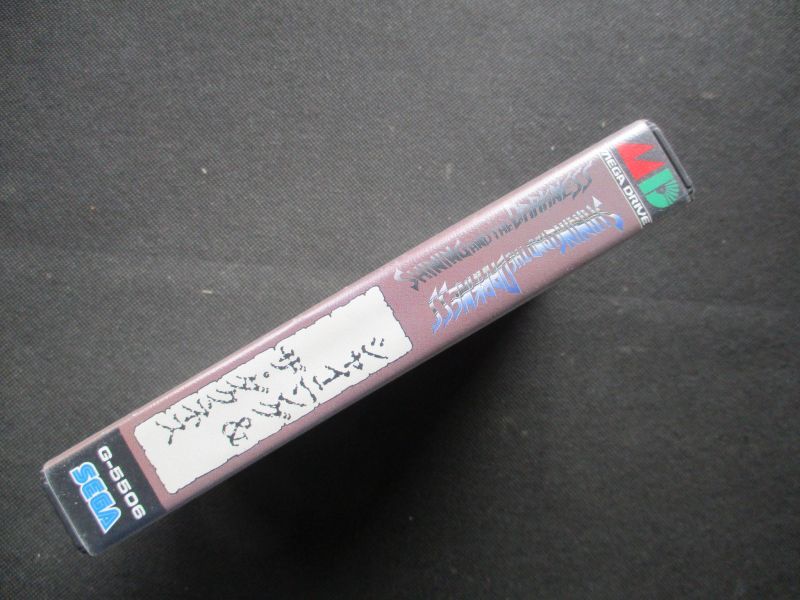 MD
MEGA DRIVE
SHINING AND THE DARKNESS
シャイニング&
ザ・ダクネス
G-5506
SEGA